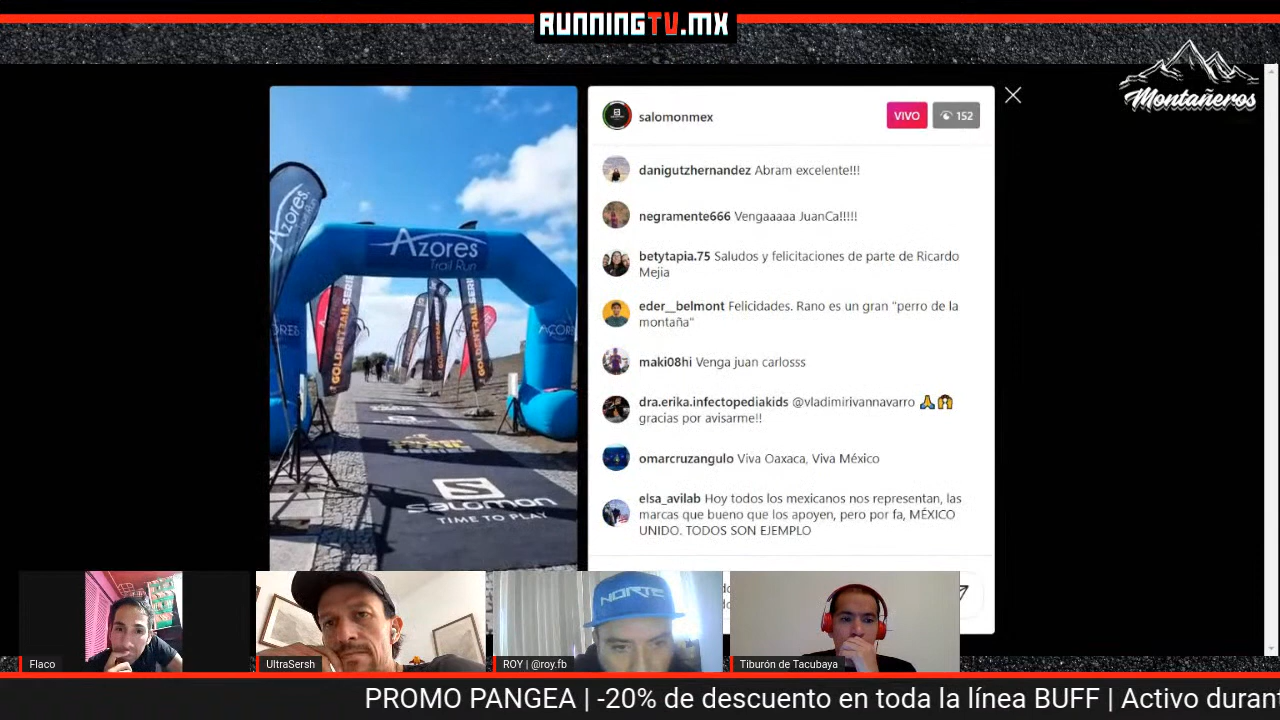 RUNNINGTV.MX
Montañeros
salomonmex
VIVO
152
danigutzhernandez Abram excelente!!!
negramente666 Vengaaaaa JuanCa!!!!!
betytapia.75 Saludos y felicitaciones de parte de Ricardo
Mejia
eder__belmont Felicidades. Rano es un gran "perro de la
montaña"
maki08hi Venga juan carlosss
dra.erika.infectopediakids @vladimirivannavarro 🙏🙌
gracias por avisarme!!
omarcruzangulo Viva Oaxaca, Viva México
elsa_avilab Hoy todos los mexicanos nos representan, las
marcas que bueno que los apoyen, pero por fa, MÉXICO
UNIDO. TODOS SON EJEMPLO
Azores
Azores
Trail Run
GOLDENTRAILSERIES
AZORES
SALOMON
TIME TO PLAY
NORTE
Flaco
UltraSersh
ROY | @roy.fb
Tiburón de Tacubaya
PROMO PANGEA | -20% de descuento en toda la línea BUFF | Activo duran